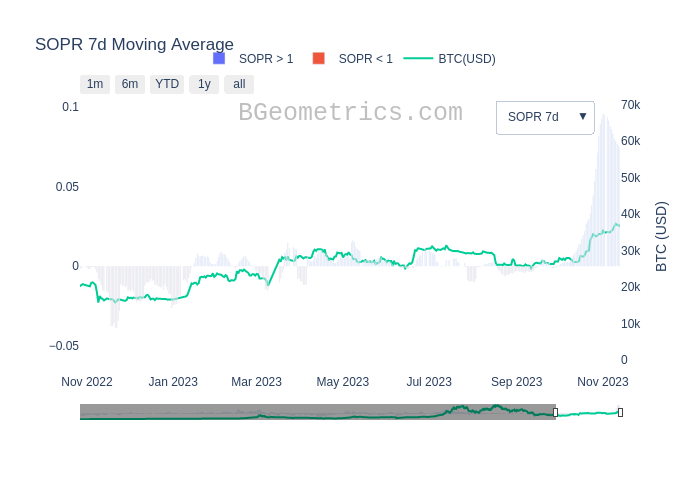 SOPR 7d Moving Average
SOPR > 1
SOPR < 1
BTC(USD)
1m 6m YTD 1y all
BGeometrics.com
SOPR 7d ▼
0.1
0.05
0
−0.05
70k
60k
50k
40k
30k
20k
10k
0
BTC (USD)
Nov 2022 Jan 2023 Mar 2023 May 2023 Jul 2023 Sep 2023 Nov 2023